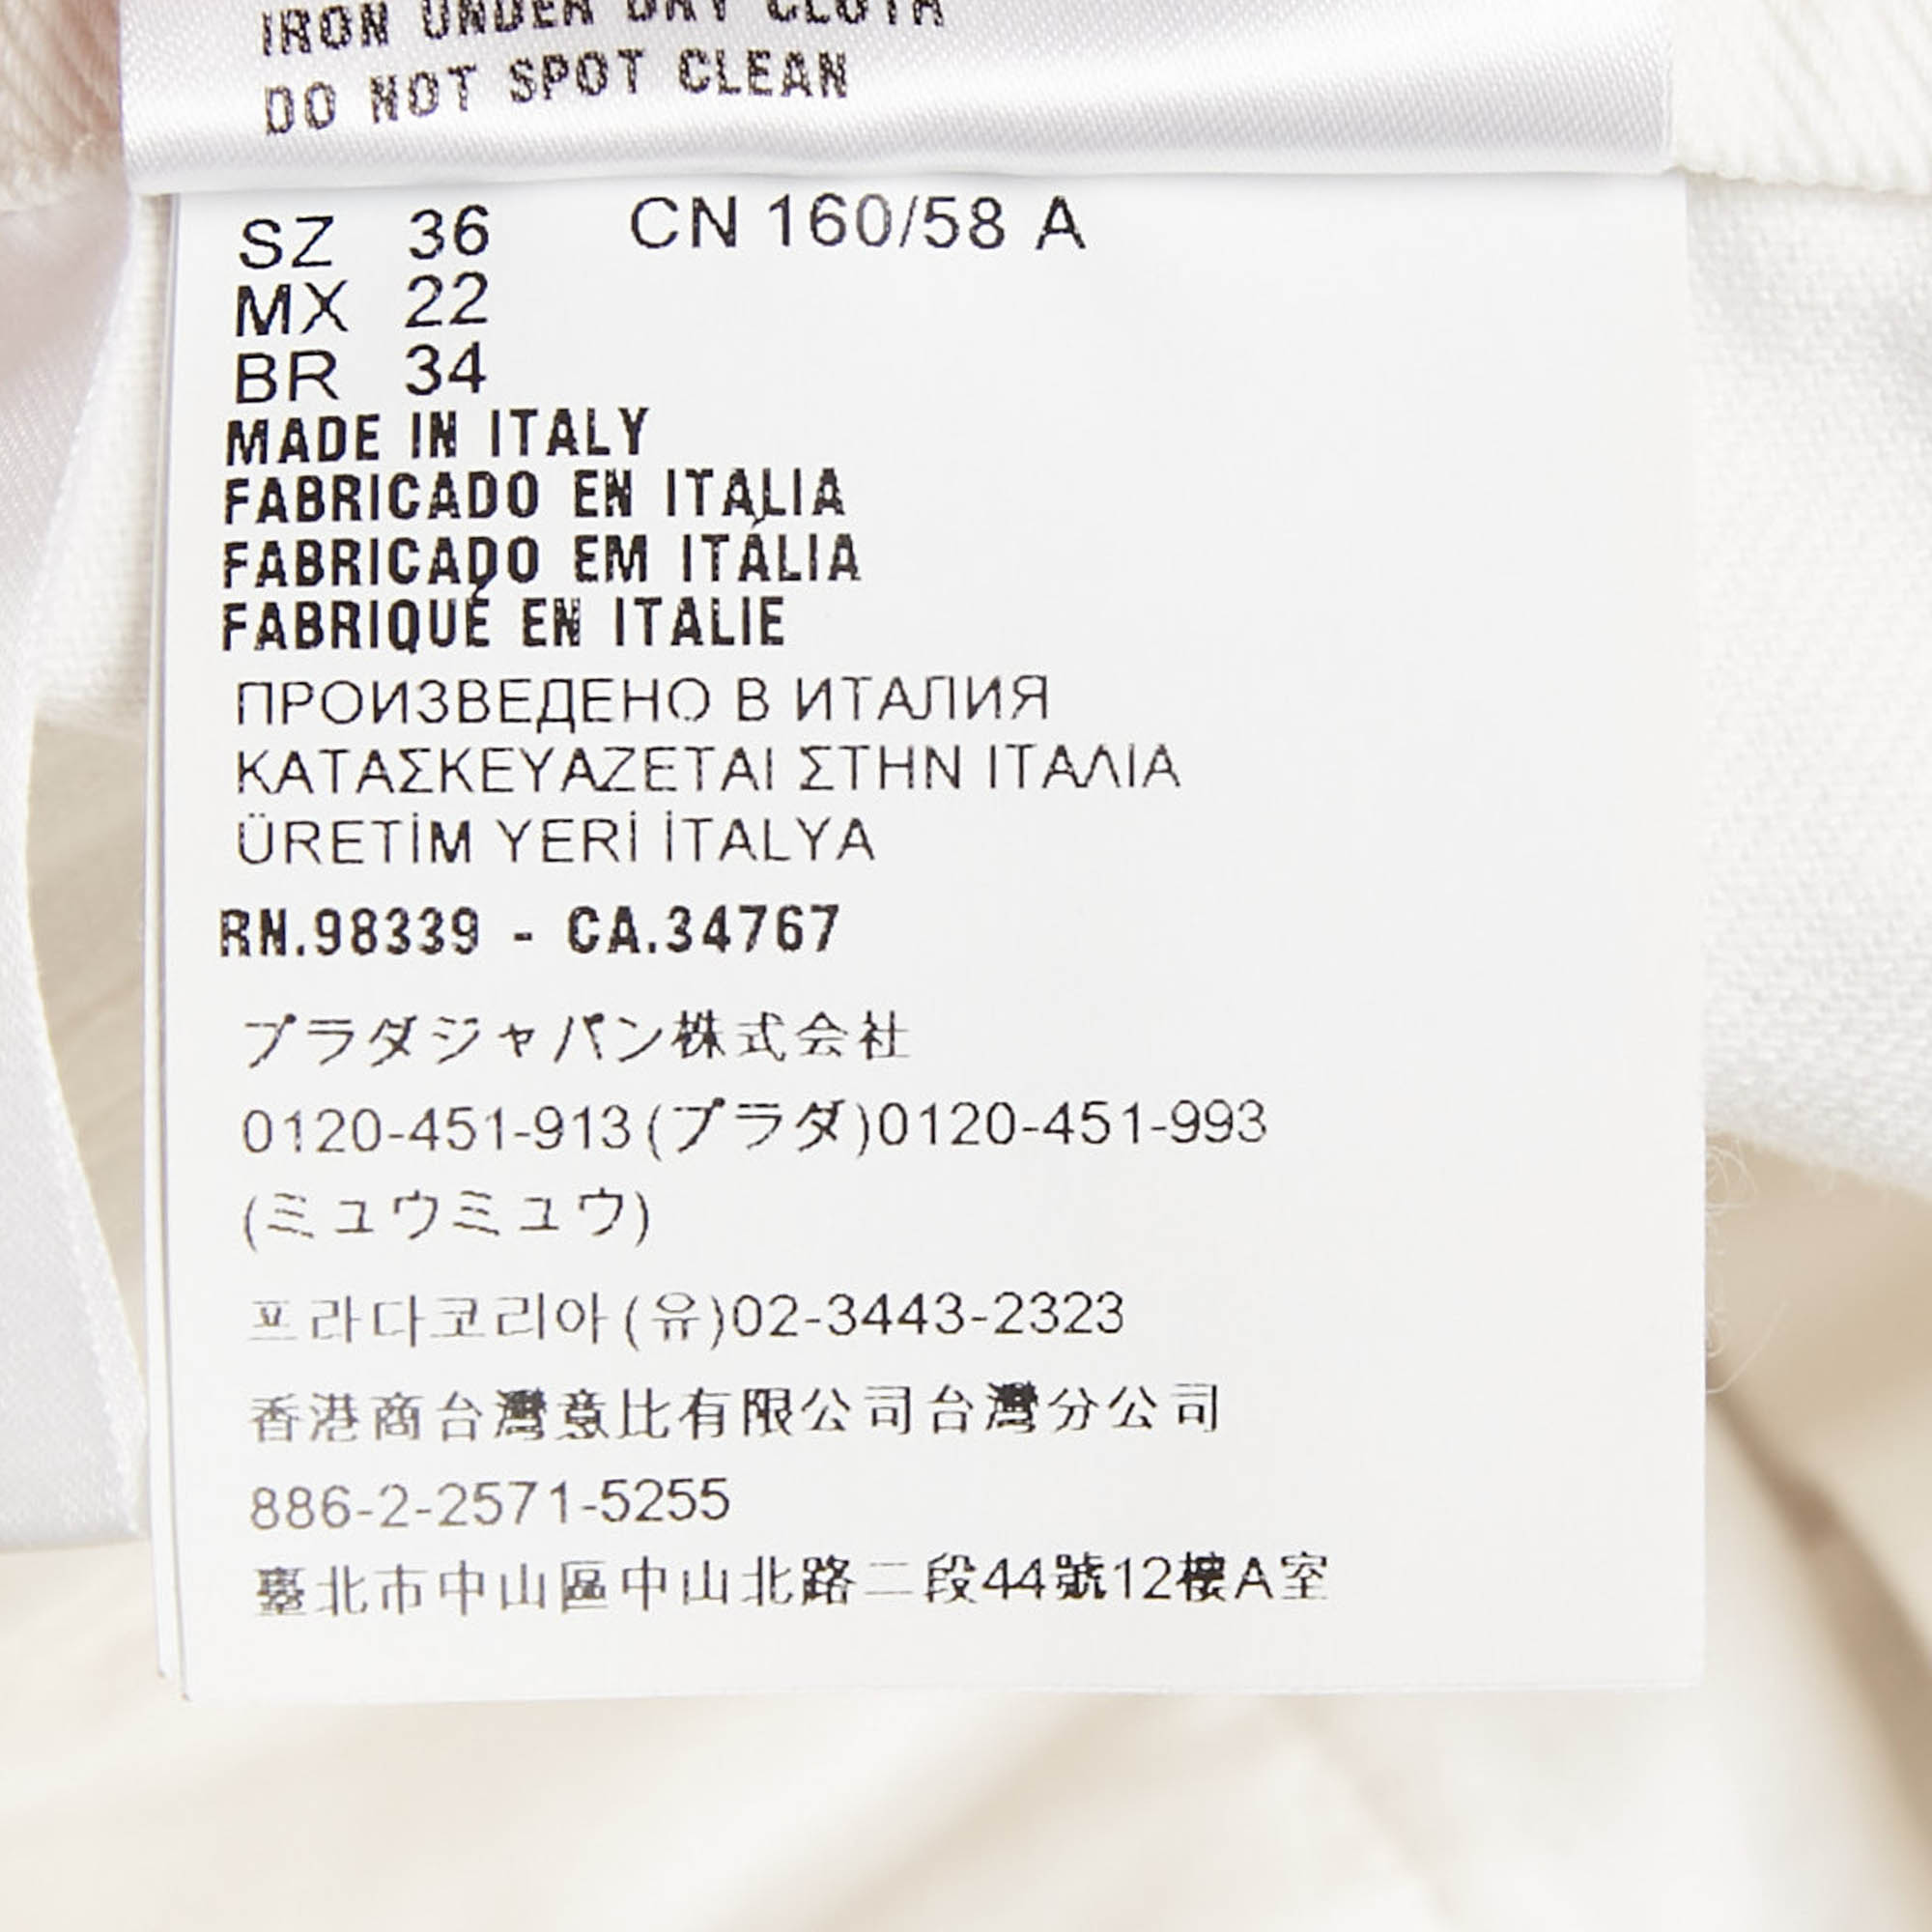 IRON UNDER DRY CLOTH
DO NOT SPOT CLEAN
SZ 36 CN 160/58 A
MX 22
BR 34
MADE IN ITALY
FABRICADO EN ITALIA
FABRICADO EM ITÁLIA
FABRIQUÉ EN ITALIE
ПРОИЗВЕДЕНО В ИТАЛИЯ
ΚΑΤΑΣΚΕΥΑΖΕΤΑΙ ΣΤΗΝ ΙΤΑΛΙΑ
ÜRETİM YERİ İTALYA
RN.98339 - CA.34767
プラダジャパン株式会社
0120-451-913(プラダ)0120-451-993
(ミュウミュウ)
프라다코리아(유)02-3443-2323
香港商台灣意比有限公司台灣分公司
886-2-2571-5255
臺北市中山區中山北路二段44號12樓A室